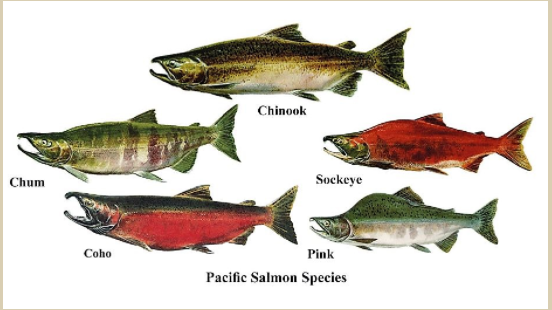 Chinook
Chum
Sockeye
Coho
Pink
Pacific Salmon Species